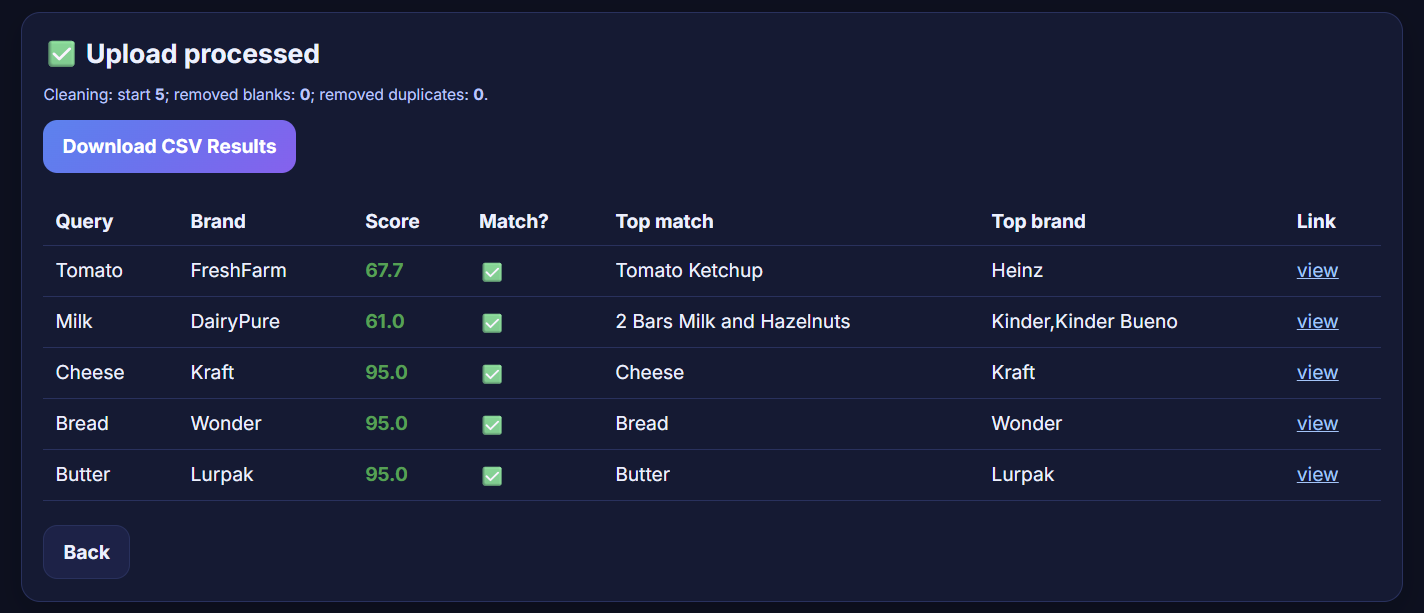 ✅ Upload processed
Cleaning: start 5; removed blanks: 0; removed duplicates: 0.
Download CSV Results
Query Brand Score Match? Top match Top brand Link
Tomato FreshFarm 67.7 ✅ Tomato Ketchup Heinz view
Milk DairyPure 61.0 ✅ 2 Bars Milk and Hazelnuts Kinder,Kinder Bueno view
Cheese Kraft 95.0 ✅ Cheese Kraft view
Bread Wonder 95.0 ✅ Bread Wonder view
Butter Lurpak 95.0 ✅ Butter Lurpak view
Back